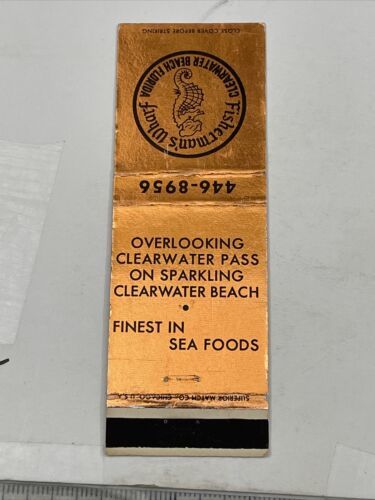 CLOSE COVER BEFORE STRIKING
Fisherman's Wharf
CLEARWATER BEACH FLORIDA
446-8956
OVERLOOKING
CLEARWATER PASS
ON SPARKLING
CLEARWATER BEACH
•
FINEST IN
SEA FOODS
SUPERIOR MATCH CO., CHICAGO, U.S.A.